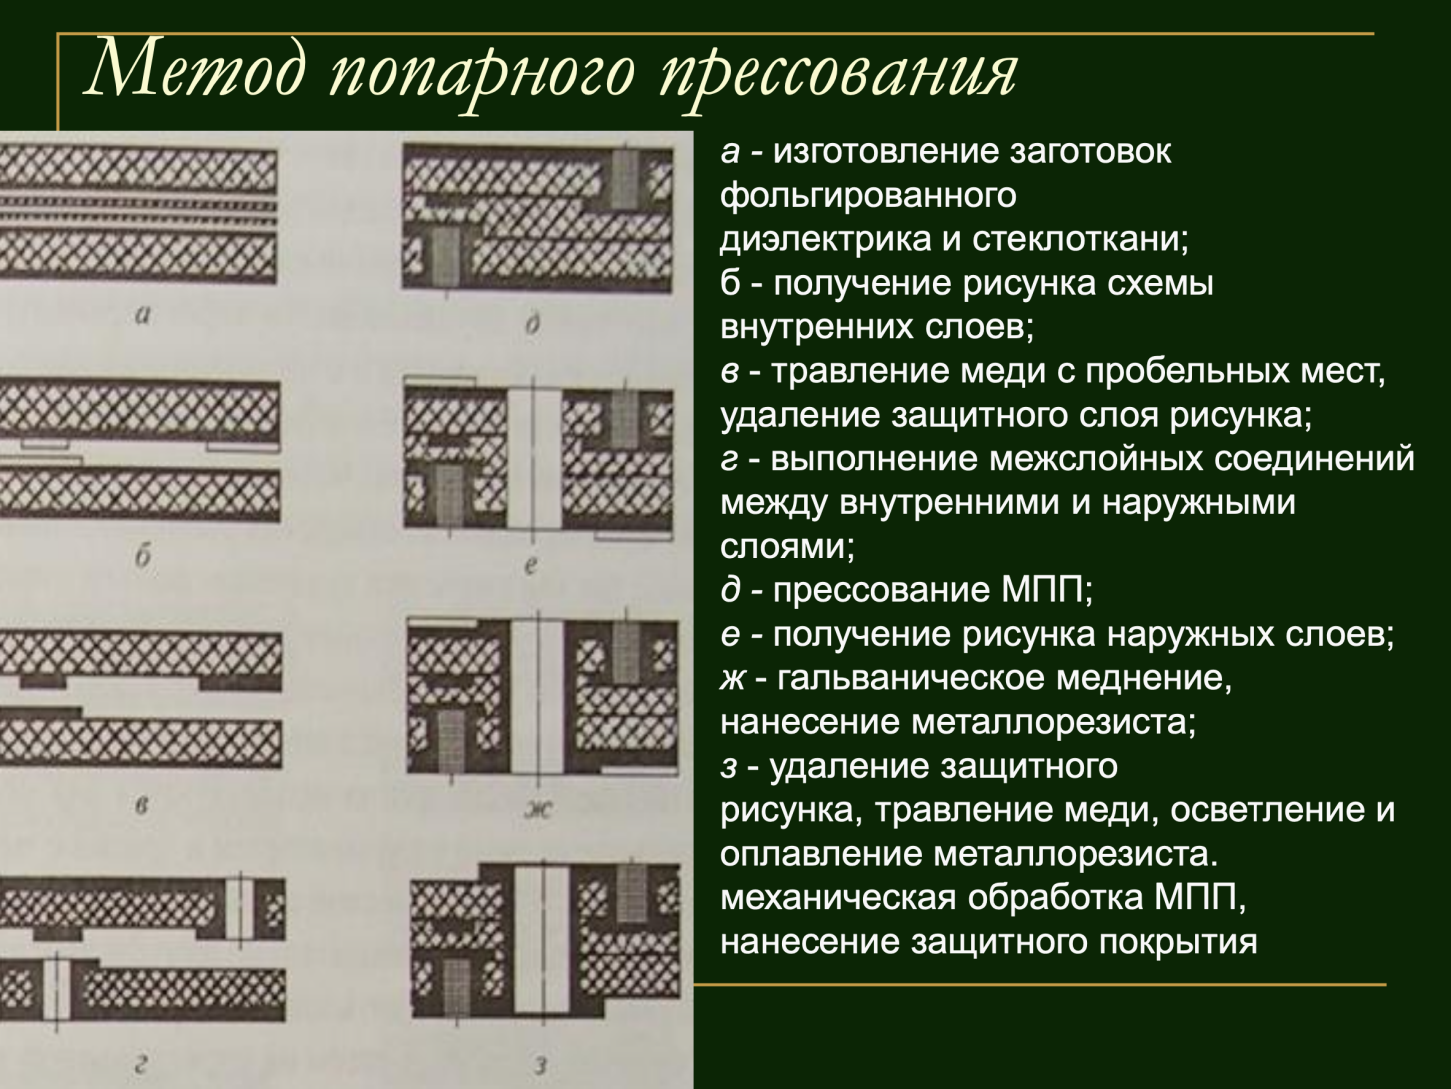 Метод попарного прессования
а - изготовление заготовок
фольгированного
диэлектрика и стеклоткани;
б - получение рисунка схемы
внутренних слоев;
в - травление меди с пробельных мест,
удаление защитного слоя рисунка;
г - выполнение межслойных соединений
между внутренними и наружными
слоями;
д - прессование МПП;
е - получение рисунка наружных слоев;
ж - гальваническое меднение,
нанесение металлорезиста;
з - удаление защитного
рисунка, травление меди, осветление и
оплавление металлорезиста.
механическая обработка МПП,
нанесение защитного покрытия
а
д
б
е
в
ж
г
з